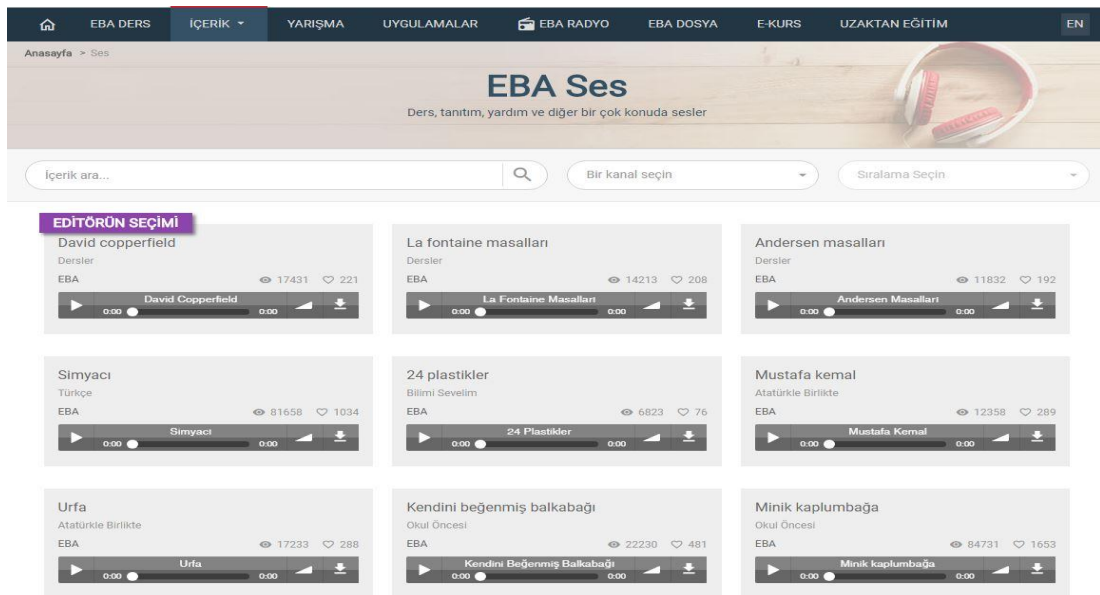 EBA DERS İÇERİK YARIŞMA UYGULAMALAR EBA RADYO EBA DOSYA E-KURS UZAKTAN EĞİTİM EN
Anasayfa > Ses
EBA Ses
Ders, tanıtım, yardım ve diğer bir çok konuda sesler
İçerik ara... Bir kanal seçin Sıralama Seçin
EDİTÖRÜN SEÇİMİ
David copperfield
Dersler
EBA 17431 221
David Copperfield
0:00 0:00
La fontaine masalları
Dersler
EBA 14213 208
La Fontaine Masalları
0:00 0:00
Andersen masalları
Dersler
EBA 11832 192
Andersen Masalları
0:00 0:00
Simyacı
Türkçe
EBA 81658 1034
Simyacı
0:00 0:00
24 plastikler
Bilimi Sevelim
EBA 6823 76
24 Plastikler
0:00 0:00
Mustafa kemal
Atatürkle Birlikte
EBA 12358 289
Mustafa Kemal
0:00 0:00
Urfa
Atatürkle Birlikte
EBA 17233 288
Urfa
0:00 0:00
Kendini beğenmiş balkabağı
Okul Öncesi
EBA 22230 481
Kendini Beğenmiş Balkabağı
0:00 0:00
Minik kaplumbağa
Okul Öncesi
EBA 84731 1653
Minik kaplumbağa
0:00 0:00